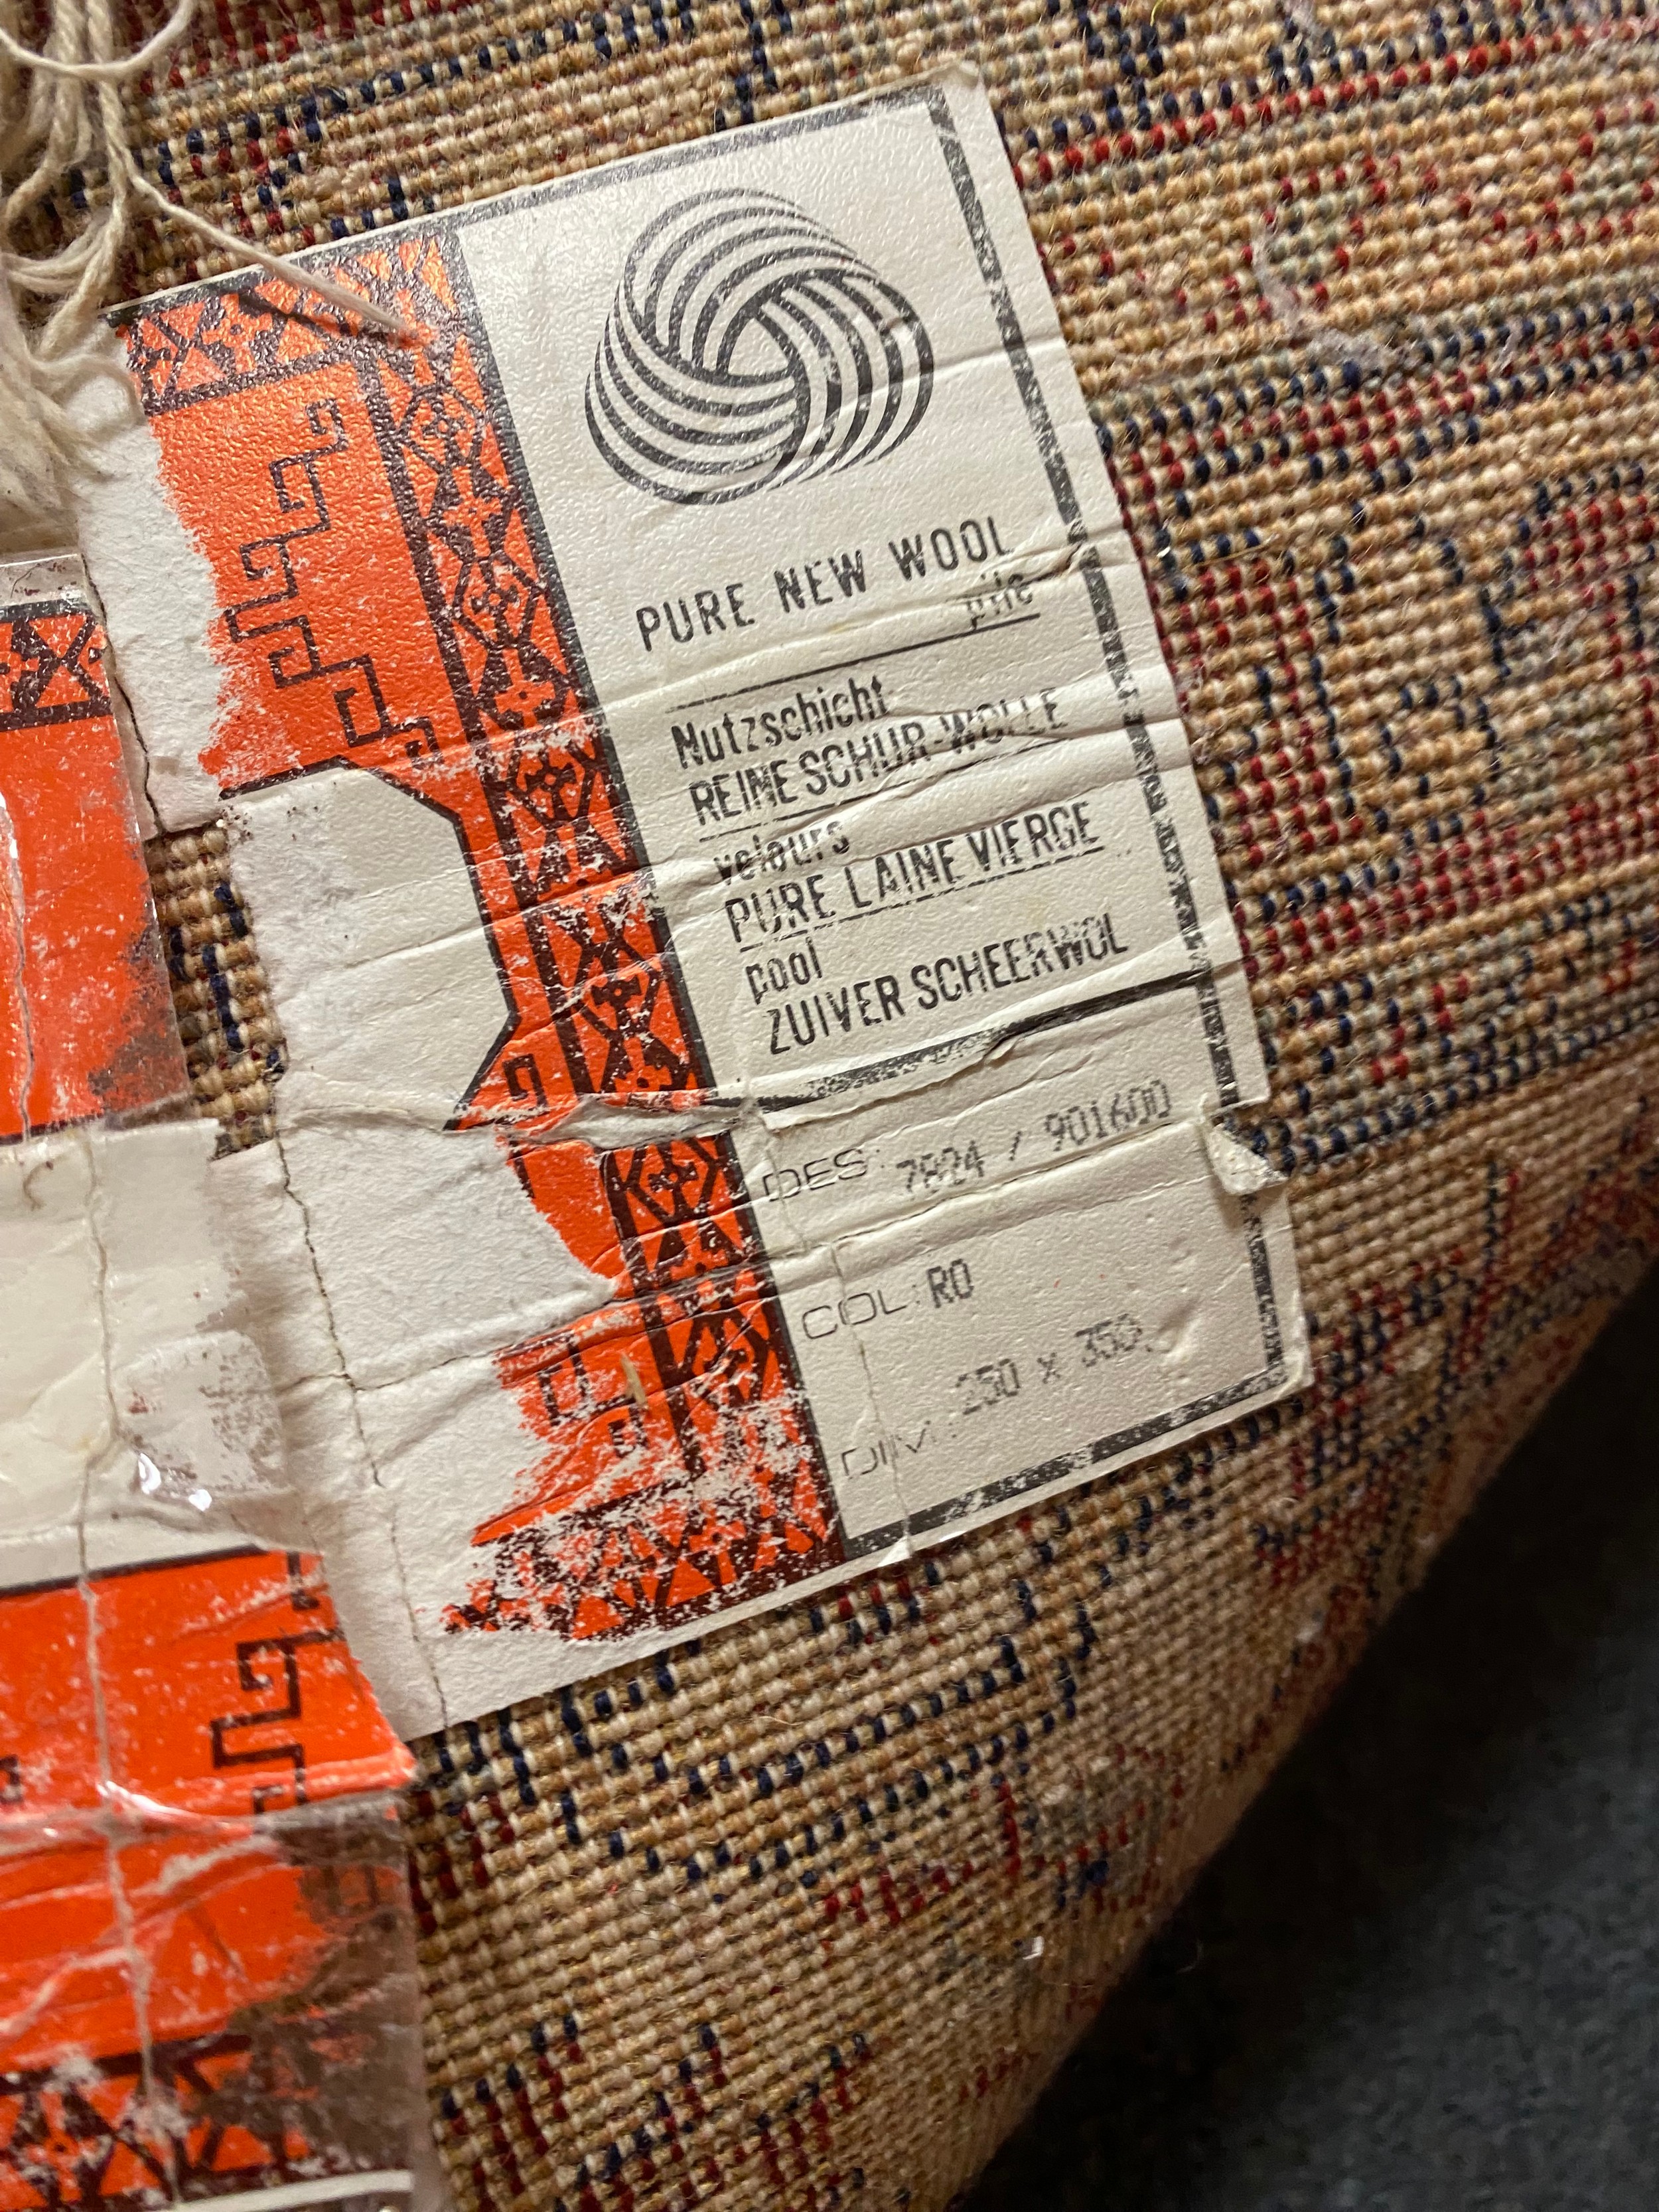 PURE NEW WOOL
pile
Nutzschicht
REINE SCHUR-WOLLE
velours
PURE LAINE VIERGE
pool
ZUIVER SCHEERWOL
DES: 7824 / 901600
COL: RO
DIM.: 250 x 350